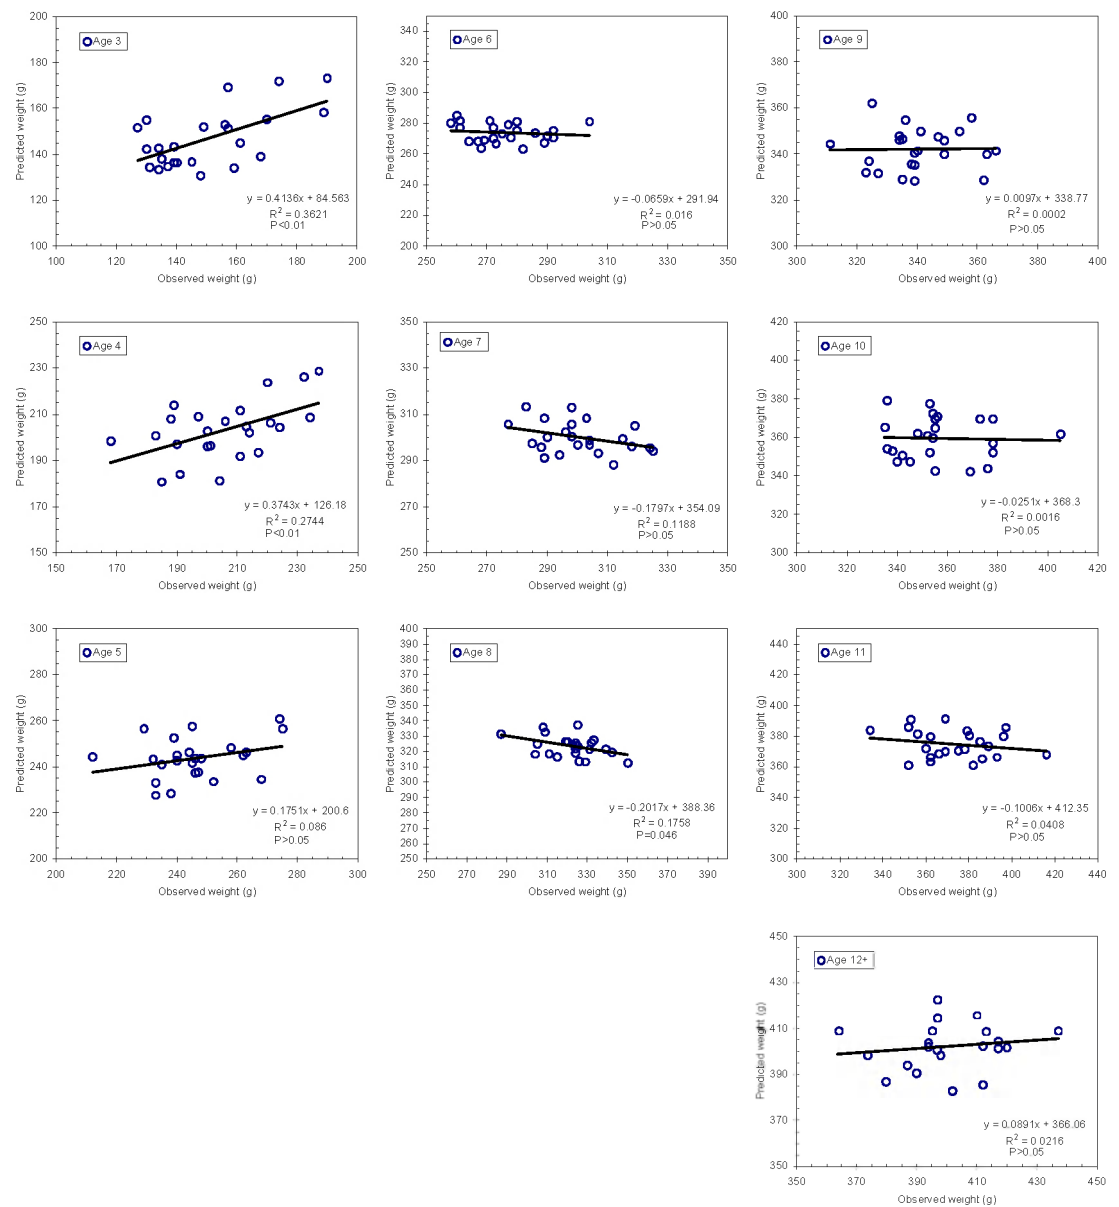 Age 3
Predicted weight (g)
200
180
160
140
120
100
y = 0.4136x + 84.563
R² = 0.3621
P<0.01
100 120 140 160 180 200
Observed weight (g)
Age 6
Predicted weight (g)
340
320
300
280
260
240
220
200
y = -0.0659x + 291.94
R² = 0.016
P>0.05
250 270 290 310 330 350
Observed weight (g)
Age 9
Predicted weight (g)
400
380
360
340
320
300
y = 0.0097x + 338.77
R² = 0.0002
P>0.05
300 320 340 360 380 400
Observed weight (g)
Age 4
Predicted weight (g)
250
230
210
190
170
150
y = 0.3743x + 126.18
R² = 0.2744
P<0.01
150 170 190 210 230 250
Observed weight (g)
Age 7
Predicted weight (g)
350
330
310
290
270
250
y = -0.1797x + 354.09
R² = 0.1188
P>0.05
250 270 290 310 330 350
Observed weight (g)
Age 10
Predicted weight (g)
420
400
380
360
340
320
300
y = -0.0251x + 368.3
R² = 0.0016
P>0.05
300 320 340 360 380 400 420
Observed weight (g)
Age 5
Predicted weight (g)
300
280
260
240
220
200
y = 0.1751x + 200.6
R² = 0.086
P>0.05
200 220 240 260 280 300
Observed weight (g)
Age 8
Predicted weight (g)
400
390
380
370
360
350
340
330
320
310
300
290
280
270
260
250
y = -0.2017x + 388.36
R² = 0.1758
P=0.046
250 270 290 310 330 350 370 390
Observed weight (g)
Age 11
Predicted weight (g)
440
420
400
380
360
340
320
300
y = -0.1006x + 412.35
R² = 0.0408
P>0.05
300 320 340 360 380 400 420 440
Observed weight (g)
Age 12+
Predicted weight (g)
450
430
410
390
370
350
y = 0.0891x + 366.06
R² = 0.0216
P>0.05
350 370 390 410 430 450
Observed weight (g)